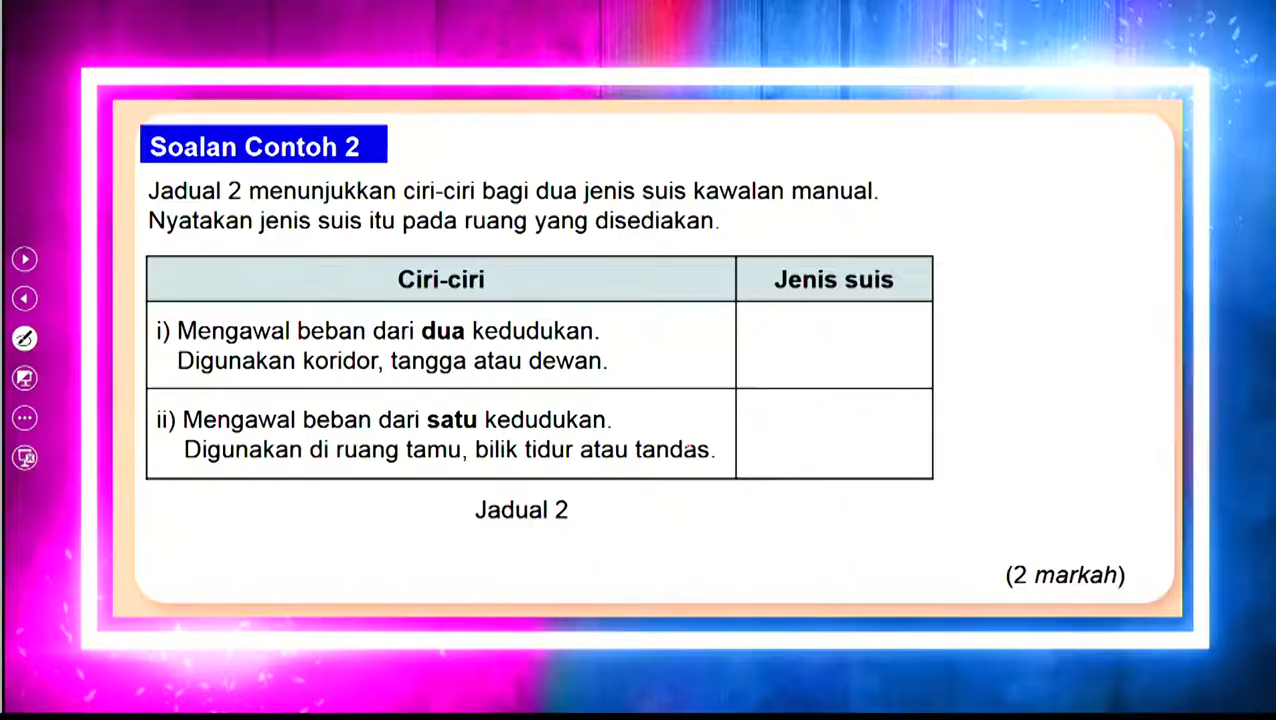 Soalan Contoh 2
Jadual 2 menunjukkan ciri-ciri bagi dua jenis suis kawalan manual.
Nyatakan jenis suis itu pada ruang yang disediakan.
Ciri-ciri
Jenis suis
i) Mengawal beban dari dua kedudukan.
Digunakan koridor, tangga atau dewan.
ii) Mengawal beban dari satu kedudukan.
Digunakan di ruang tamu, bilik tidur atau tandas.
Jadual 2
(2 markah)